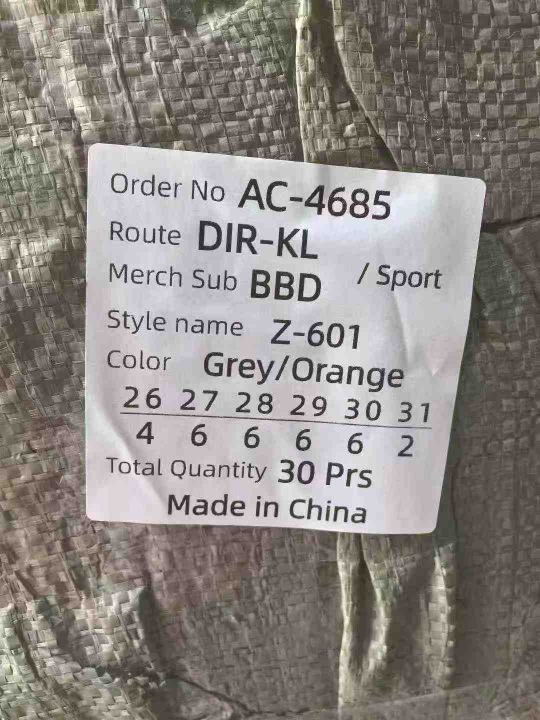 Order No AC-4685
Route DIR-KL
Merch Sub BBD / Sport
Style name Z-601
Color Grey/Orange
26 27 28 29 30 31
4 6 6 6 6 2
Total Quantity 30 Prs
Made in China